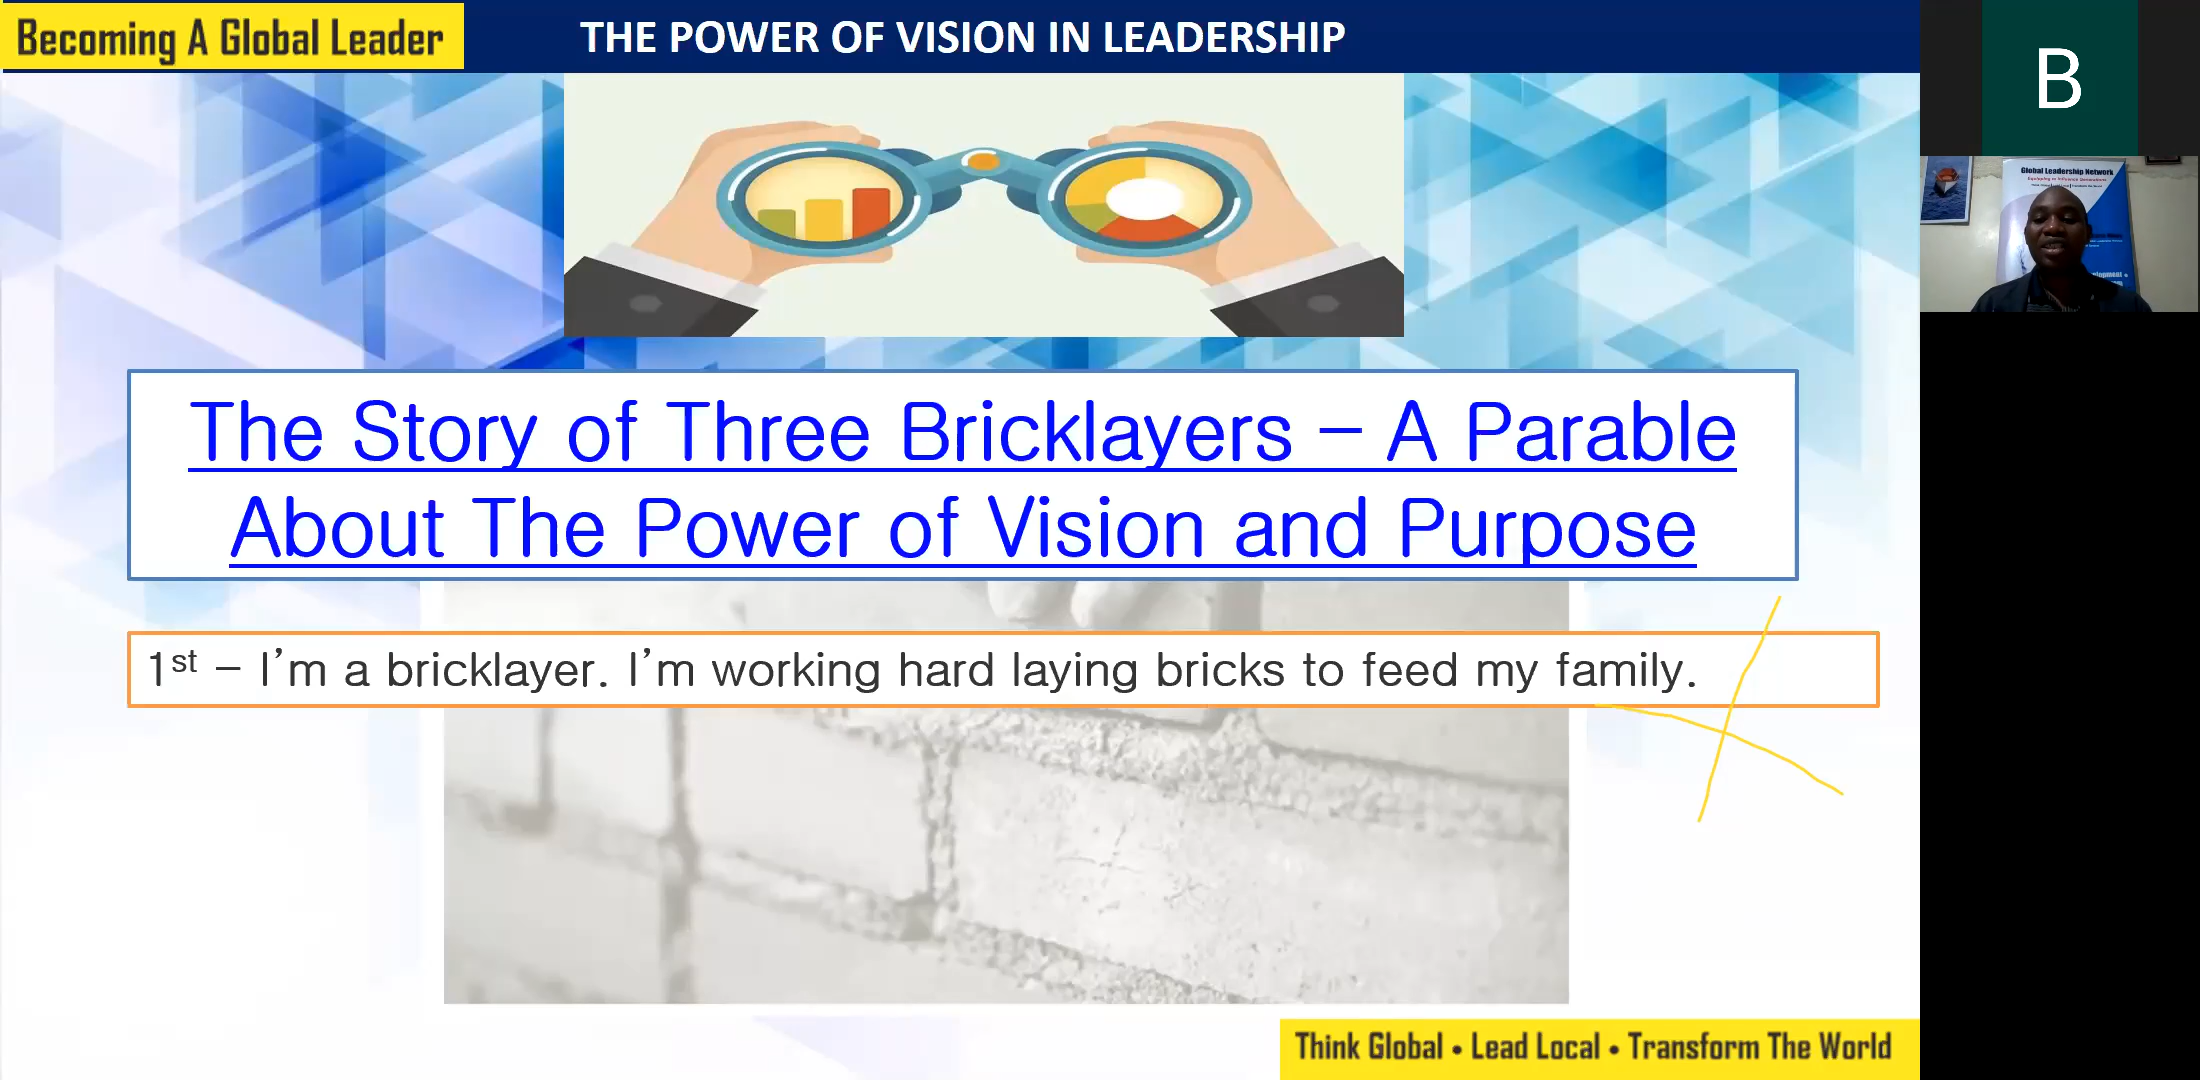 Becoming A Global Leader
THE POWER OF VISION IN LEADERSHIP
B
Global Leadership Network
The Story of Three Bricklayers – A Parable
About The Power of Vision and Purpose
1st – I'm a bricklayer. I'm working hard laying bricks to feed my family.
Think Global • Lead Local • Transform The World